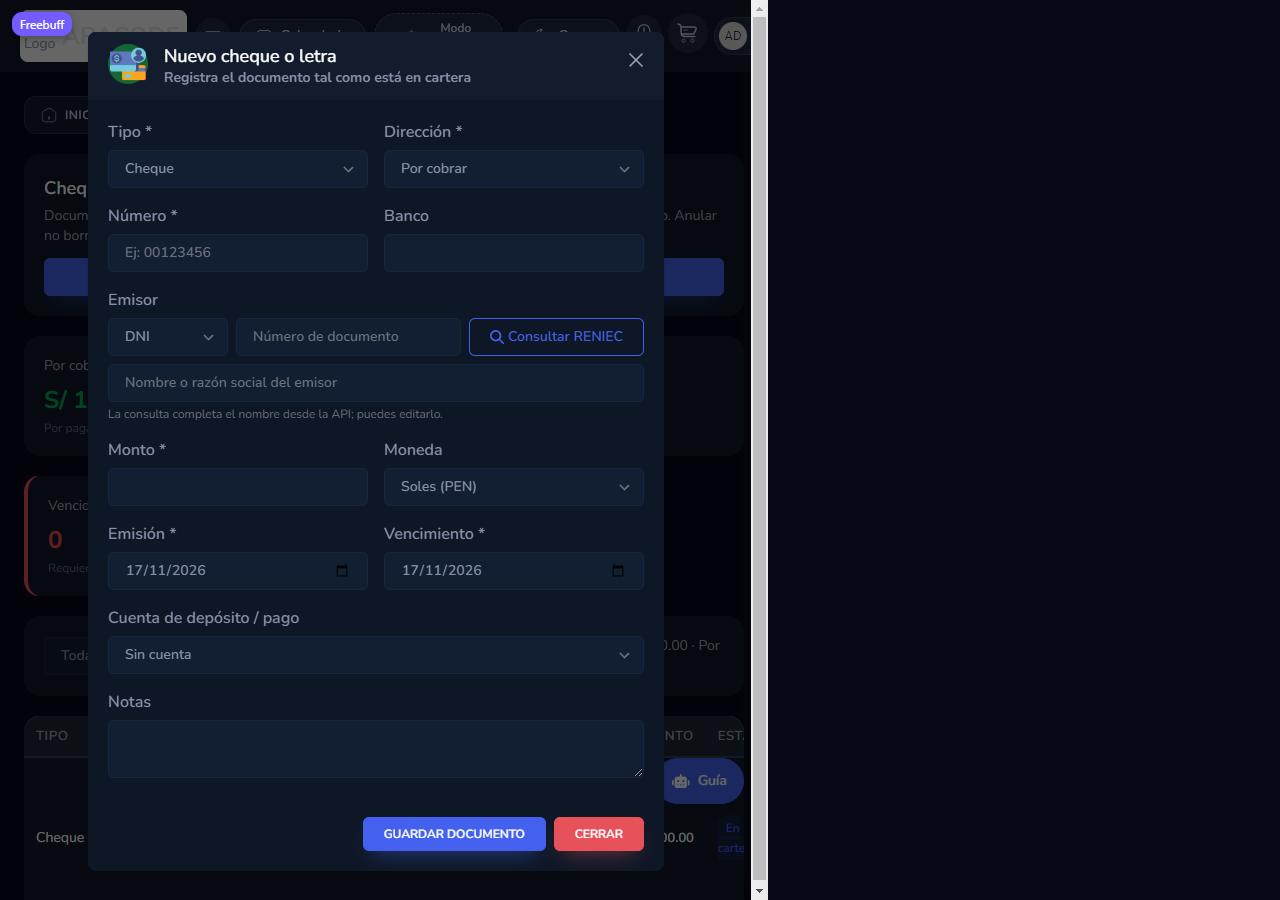 Freebuff
Logo
Modo
AD
Nuevo cheque o letra
Registra el documento tal como está en cartera
Tipo *
Dirección *
Cheque
Por cobrar
Número *
Banco
Ej: 00123456
Emisor
DNI
Número de documento
Consultar RENIEC
Nombre o razón social del emisor
La consulta completa el nombre desde la API; puedes editarlo.
Monto *
Moneda
Soles (PEN)
Emisión *
Vencimiento *
17/11/2026
17/11/2026
Cuenta de depósito / pago
Sin cuenta
Notas
GUARDAR DOCUMENTO
CERRAR
Anular
no
Por
S/ 1
0
0.00 · Por
TIPO
Guía
Cheque
00.00
En